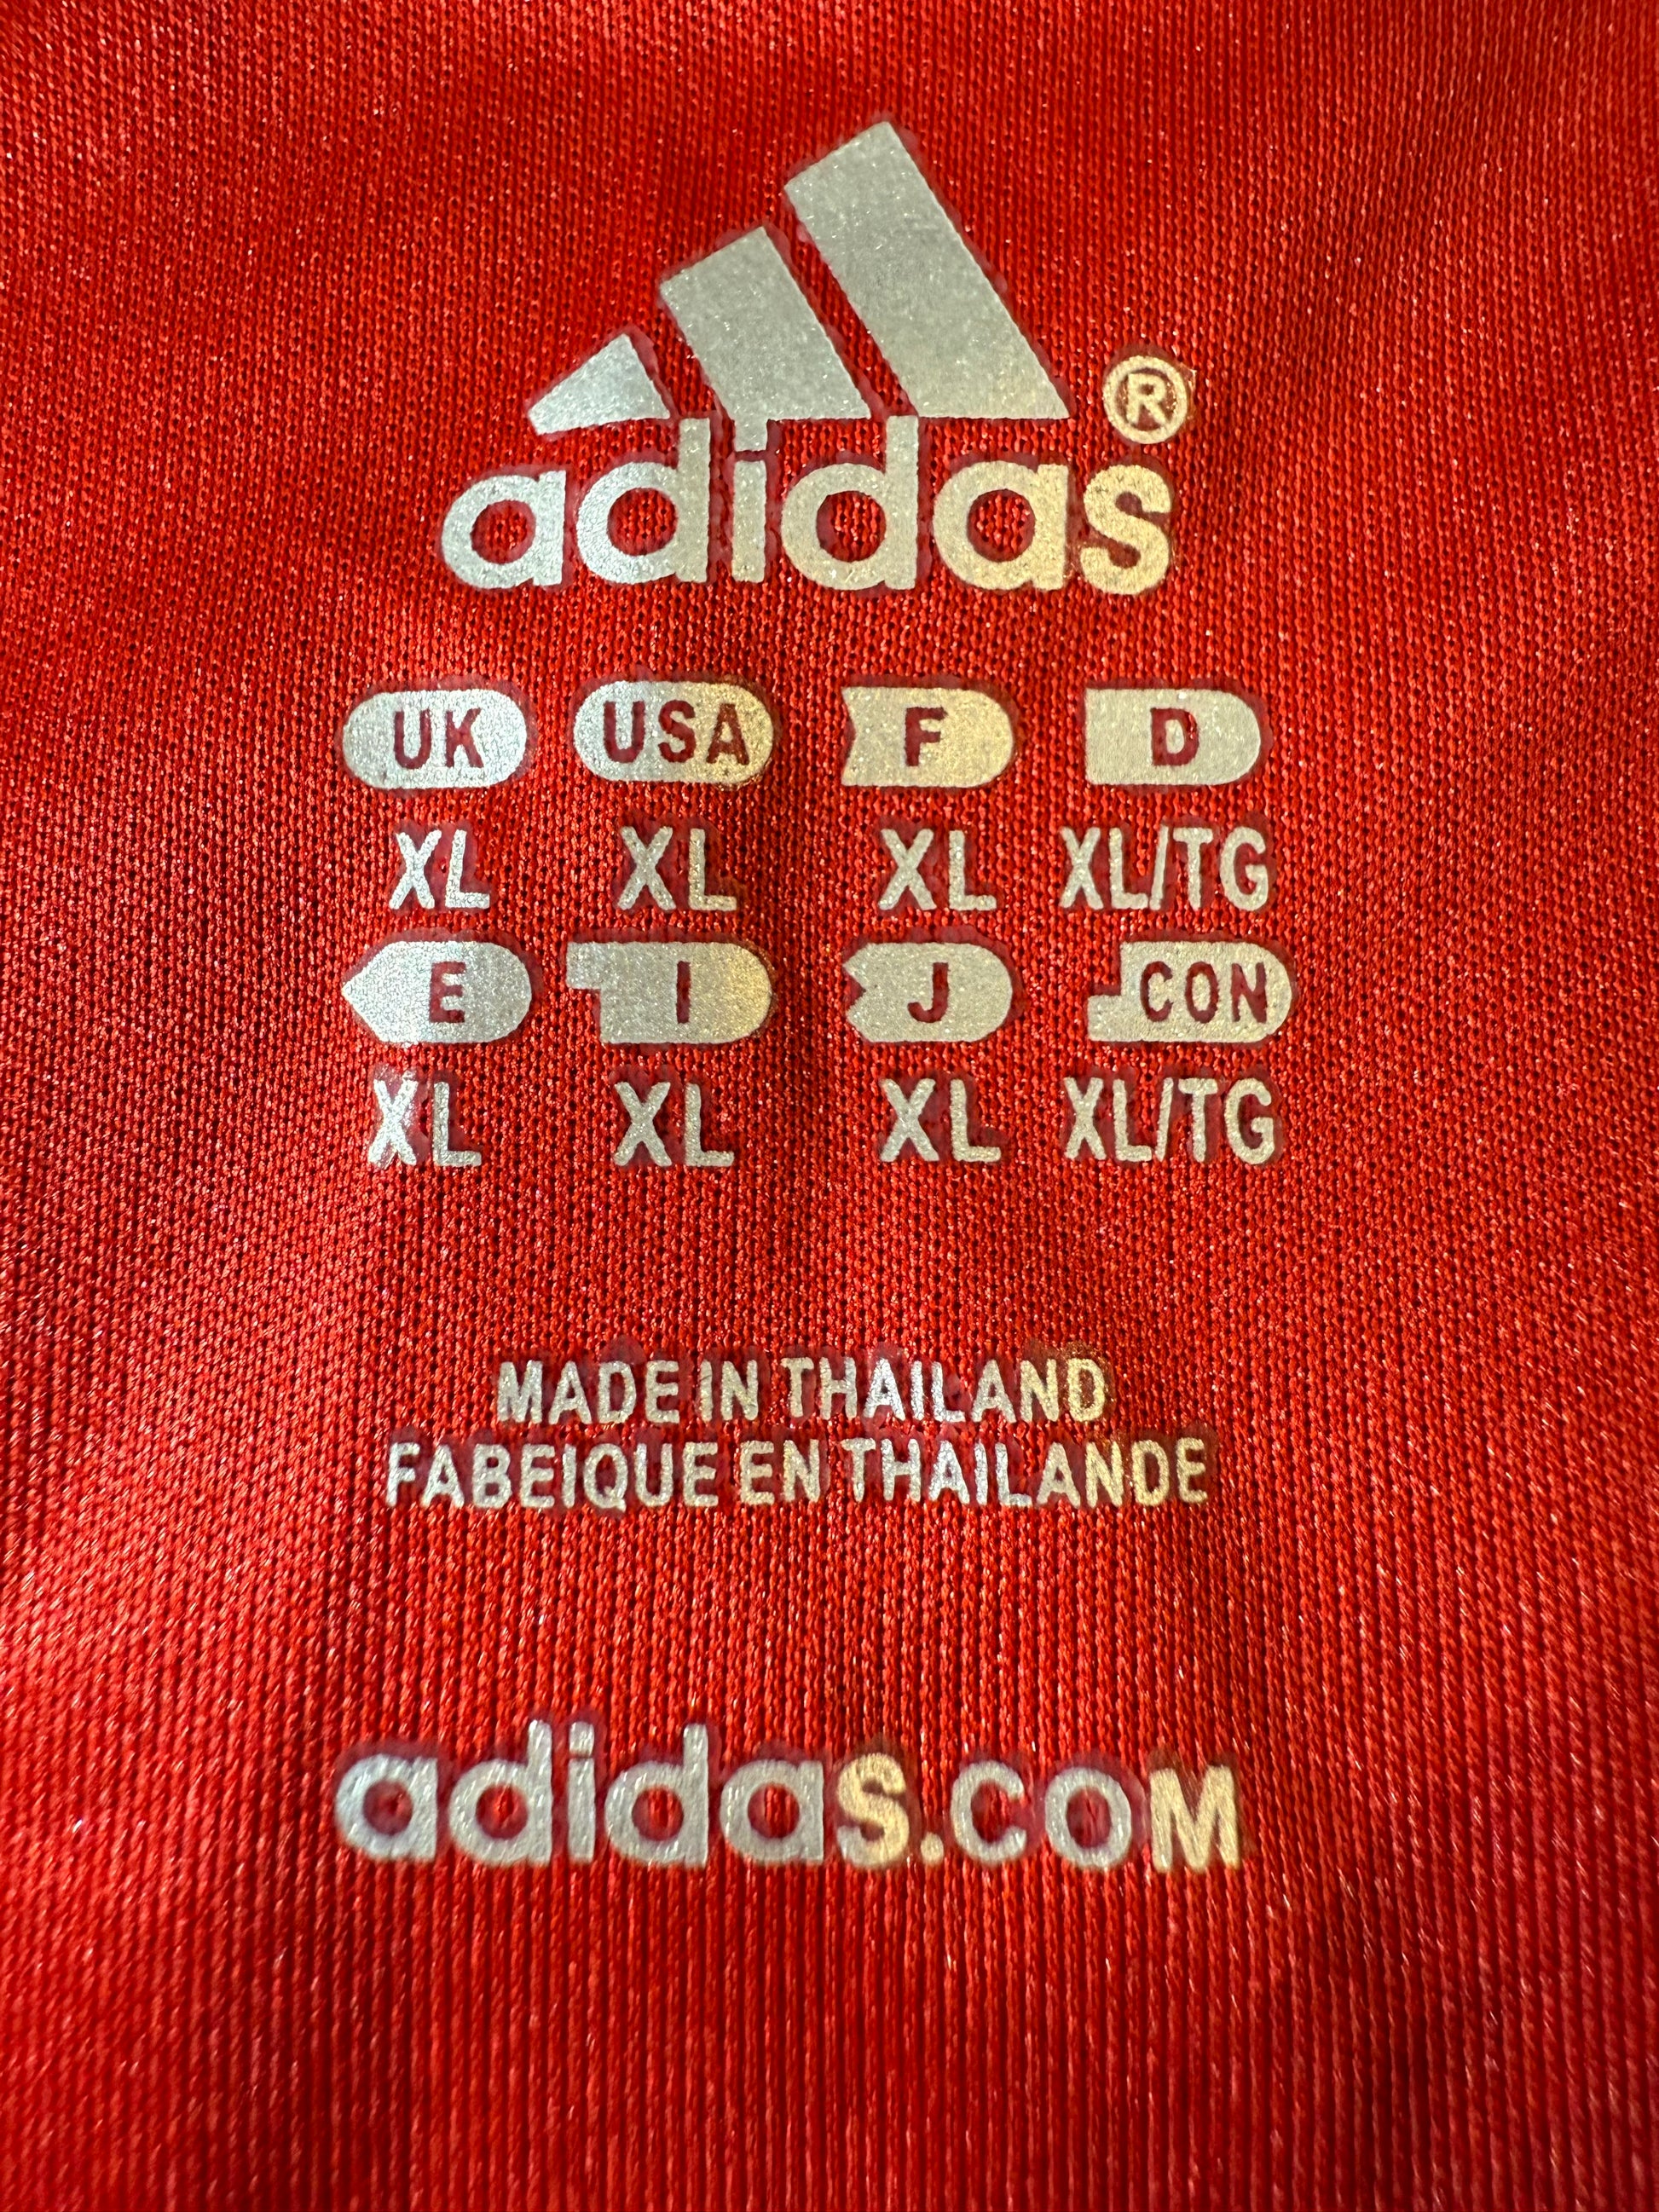 adidas®
UK USA F D
XL XL XL XL/TG
E I J CON
XL XL XL XL/TG
MADE IN THAILAND
FABEIQUE EN THAILANDE
adidas.COM